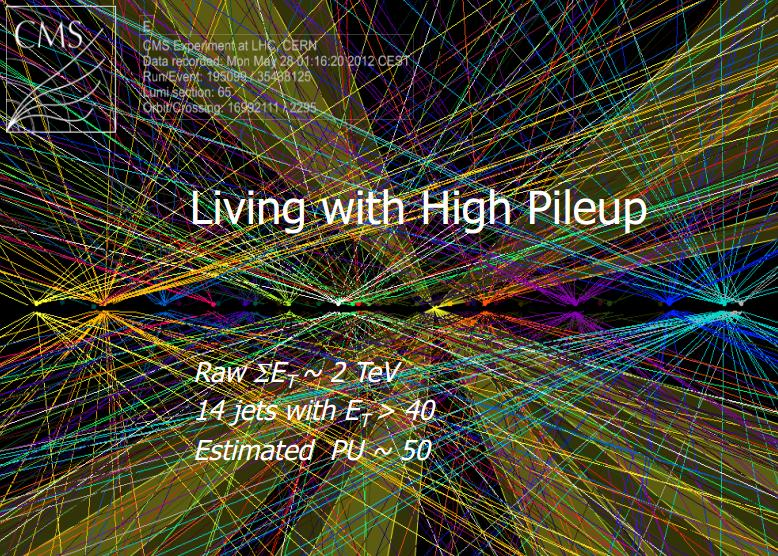 CMS
E
CMS Experiment at LHC, CERN
Data recorded: Mon May 28 01:16:20 2012 CEST
Run/Event: 195099 / 35438125
Lumi section: 65
Orbit/Crossing: 16992111 / 2295
Living with High Pileup
Raw ΣET ~ 2 TeV
14 jets with ET > 40
Estimated PU ~ 50